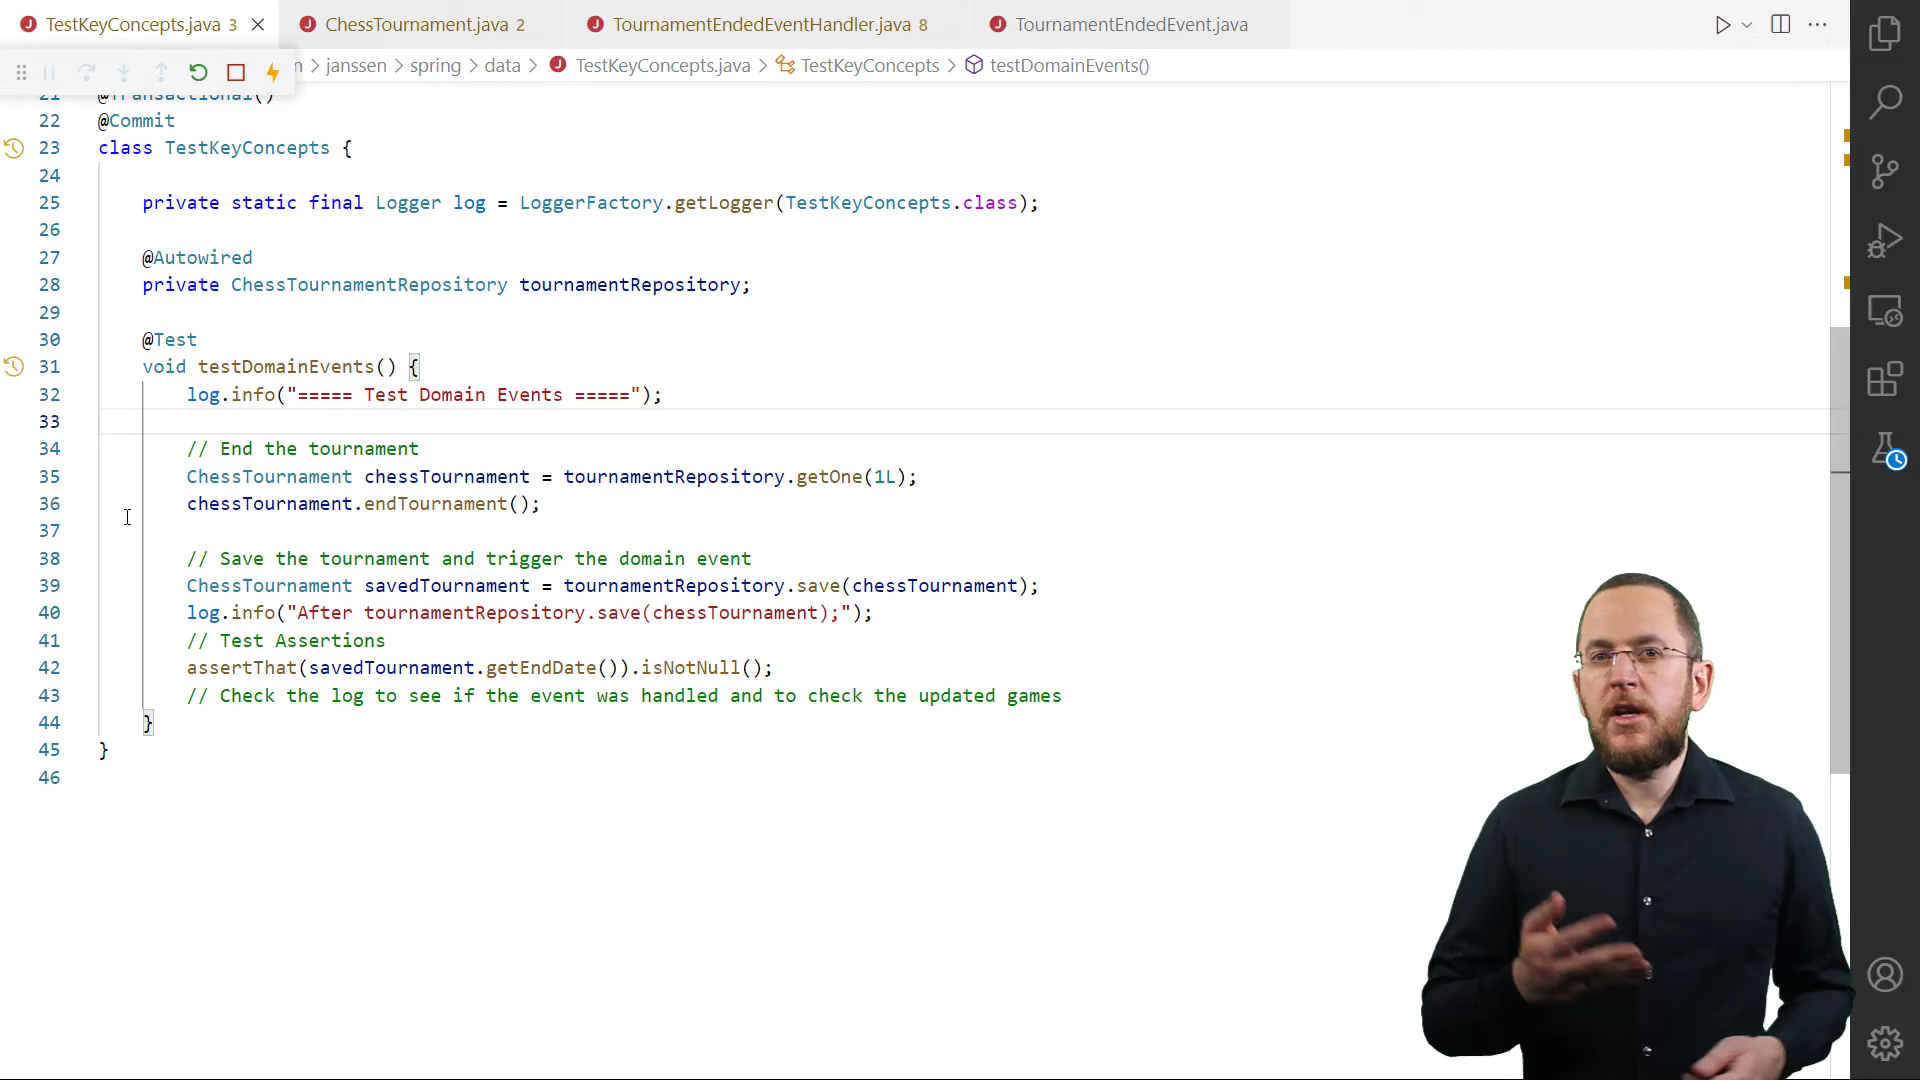 TestKeyConcepts.java 3
ChessTournament.java 2
TournamentEndedEventHandler.java 8
TournamentEndedEvent.java
n > janssen > spring > data > TestKeyConcepts.java > TestKeyConcepts > testDomainEvents()
21 @Transactional()
22 @Commit
23 class TestKeyConcepts {
24
25 private static final Logger log = LoggerFactory.getLogger(TestKeyConcepts.class);
26
27 @Autowired
28 private ChessTournamentRepository tournamentRepository;
29
30 @Test
31 void testDomainEvents() {
32 log.info("===== Test Domain Events =====");
33
34 // End the tournament
35 ChessTournament chessTournament = tournamentRepository.getOne(1L);
36 chessTournament.endTournament();
37
38 // Save the tournament and trigger the domain event
39 ChessTournament savedTournament = tournamentRepository.save(chessTournament);
40 log.info("After tournamentRepository.save(chessTournament);");
41 // Test Assertions
42 assertThat(savedTournament.getEndDate()).isNotNull();
43 // Check the log to see if the event was handled and to check the updated games
44 }
45 }
46